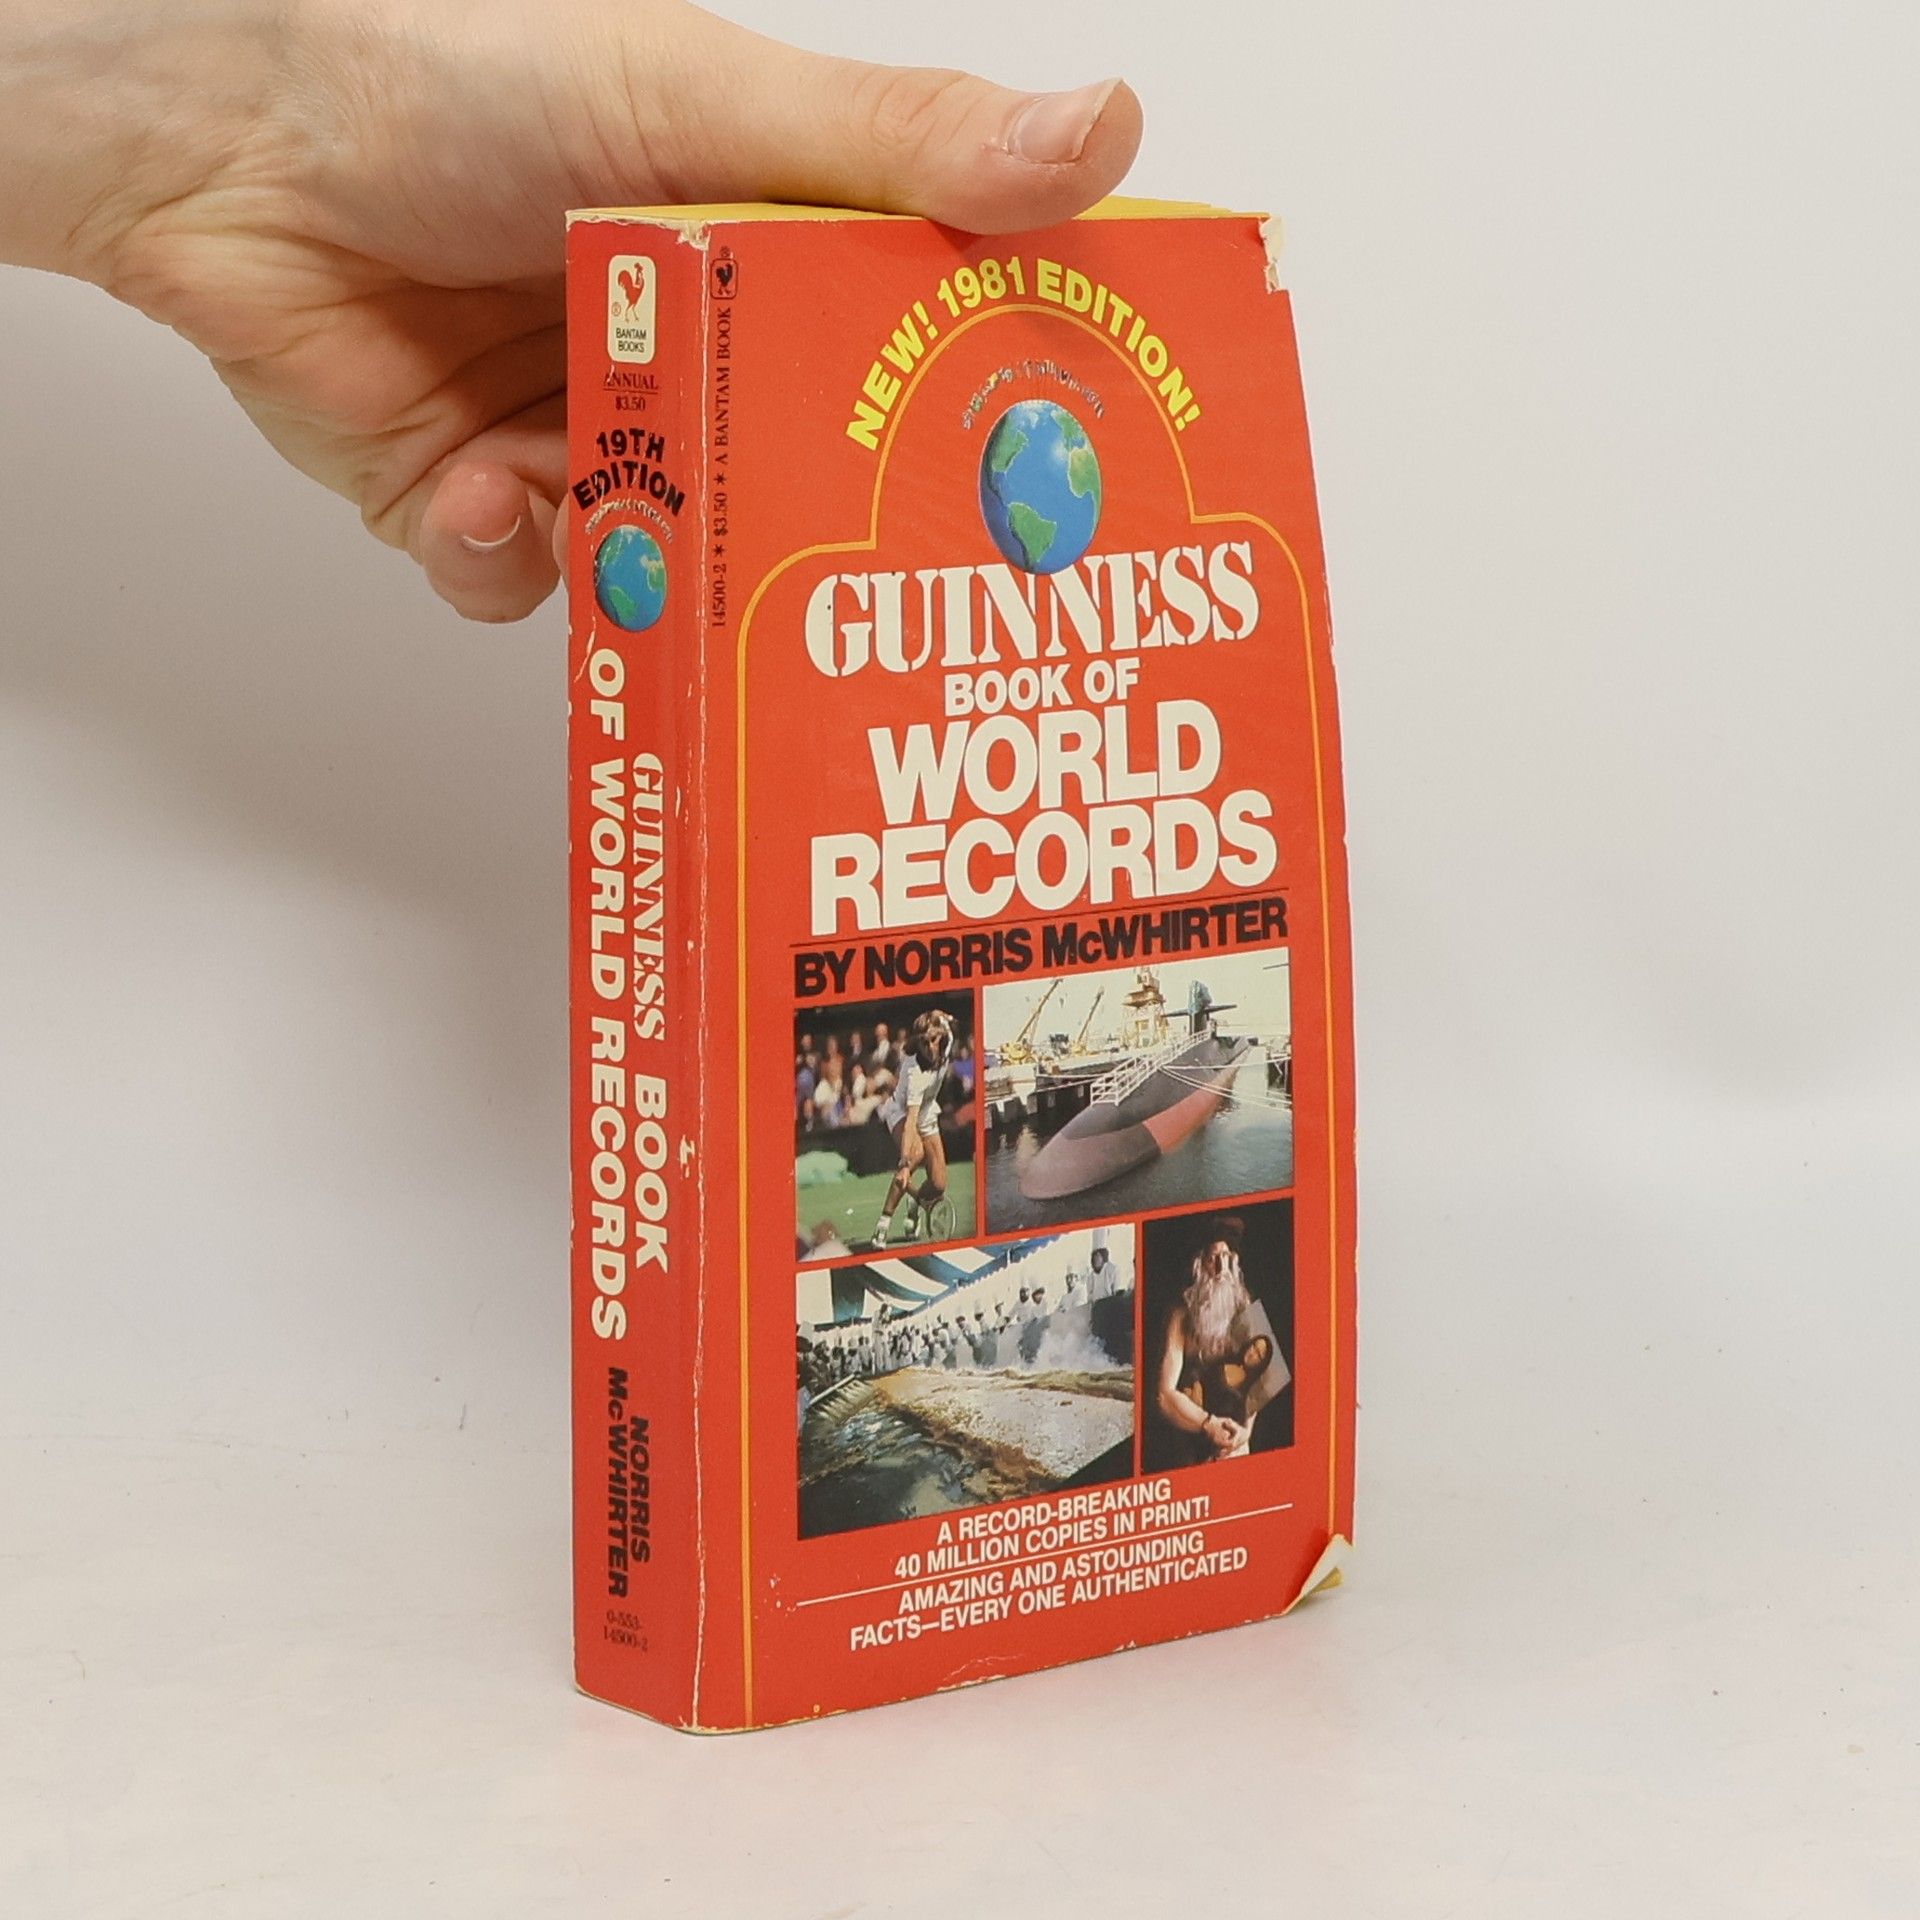 BANTAM
BOOKS
ANNUAL
$3.50
19TH
EDITION
GUINNESS BOOK
OF WORLD RECORDS
NORRIS
McWHIRTER
0-553-
14500-2
14500-2 * $3.50 * A BANTAM BOOK
NEW! 1981 EDITION!
GUINNESS
BOOK OF
WORLD
RECORDS
BY NORRIS McWHIRTER
A RECORD-BREAKING
40 MILLION COPIES IN PRINT!
AMAZING AND ASTOUNDING
FACTS—EVERY ONE AUTHENTICATED